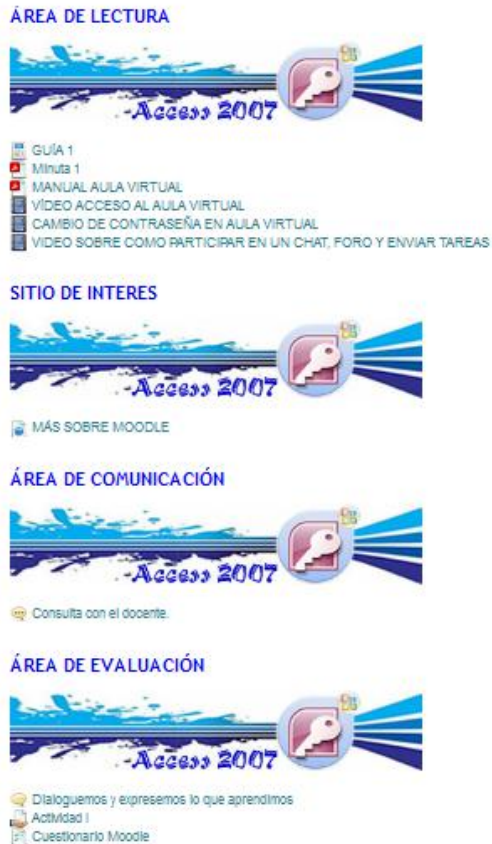 ÁREA DE LECTURA
Access 2007
GUÍA 1
Minuta 1
MANUAL AULA VIRTUAL
VÍDEO ACCESO AL AULA VIRTUAL
CAMBIO DE CONTRASEÑA EN AULA VIRTUAL
VIDEO SOBRE COMO PARTICIPAR EN UN CHAT, FORO Y ENVIAR TAREAS
SITIO DE INTERES
Access 2007
MÁS SOBRE MOODLE
ÁREA DE COMUNICACIÓN
Access 2007
Consulta con el docente.
ÁREA DE EVALUACIÓN
Access 2007
Dialoguemos y expresemos lo que aprendimos
Actividad I
Cuestionario Moodle